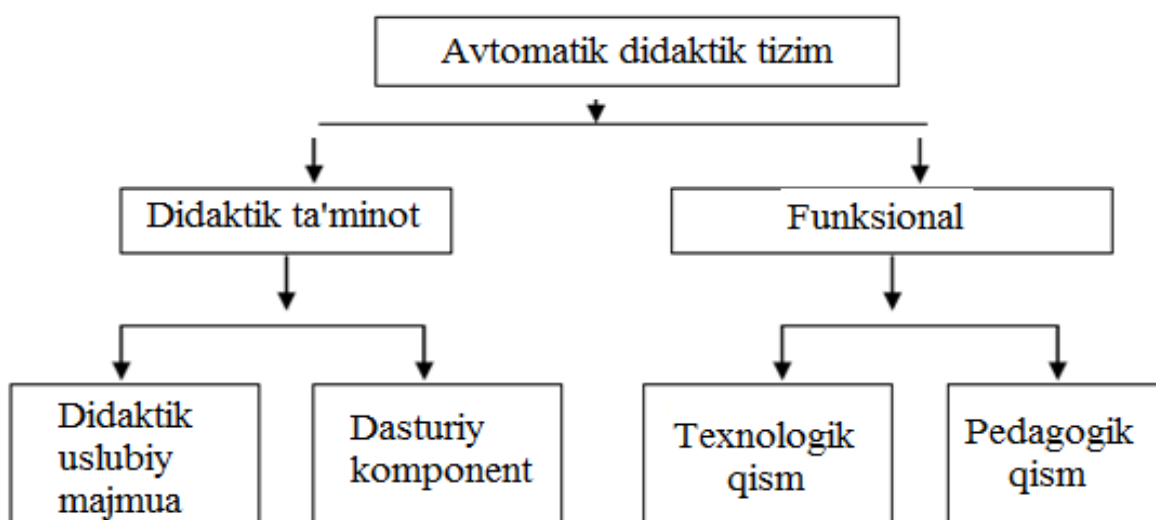 Avtomatik didaktik tizim
Didaktik ta'minot
Funksional
Didaktik
uslubiy
majmua
Dasturiy
komponent
Texnologik
qism
Pedagogik
qism